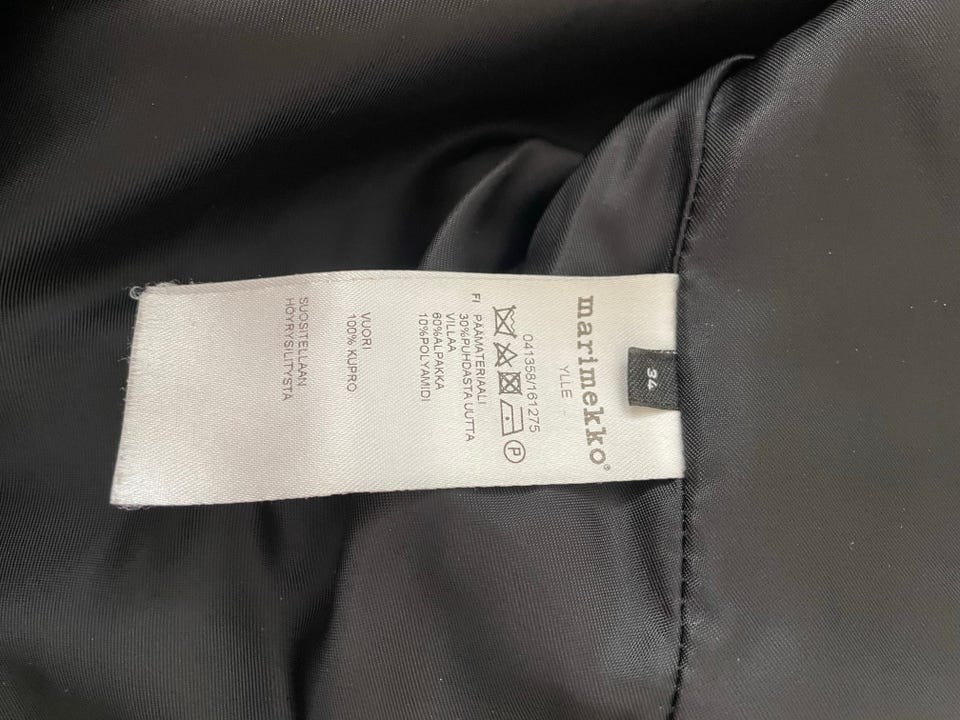 34
marimekko®
YLLE
041358/161275
P
FI PÄÄMATERIAALI
30%PUHDASTA UUTTA
VILLAA
60%ALPAKKA
10%POLYAMIDI
VUORI
100% KUPRO
SUOSITELLAAN
HÖYRYSILITYSTÄ